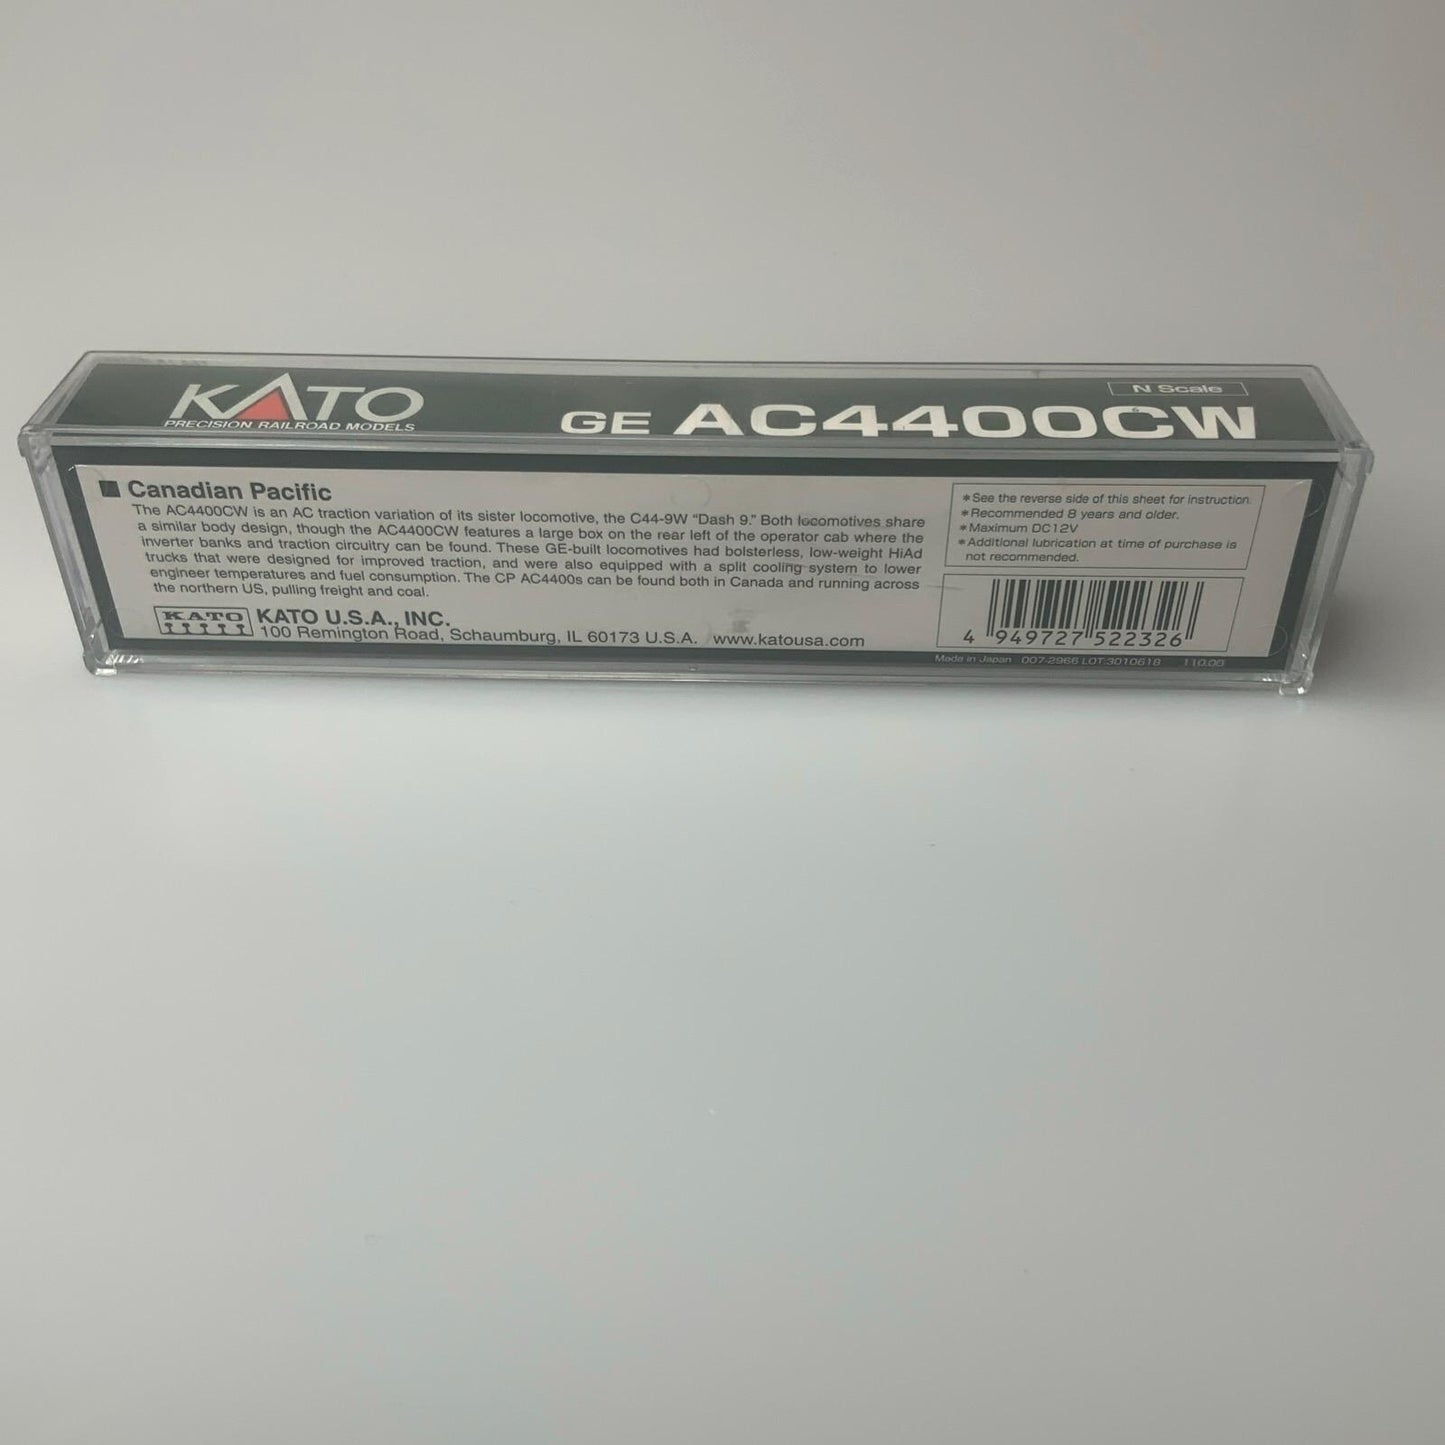 KATO
PRECISION RAILROAD MODELS
N Scale
GE AC4400CW
Canadian Pacific
The AC4400CW is an AC traction variation of its sister locomotive, the C44-9W “Dash 9.” Both locomotives share
a similar body design, though the AC4400CW features a large box on the rear left of the operator cab where the
inverter banks and traction circuitry can be found. These GE-built locomotives had bolsterless, low-weight HiAd
trucks that were designed for improved traction, and were also equipped with a split cooling system to lower
engineer temperatures and fuel consumption. The CP AC4400s can be found both in Canada and running across
the northern US, pulling freight and coal.
KATO
KATO U.S.A., INC.
100 Remington Road, Schaumburg, IL 60173 U.S.A. www.katousa.com
*See the reverse side of this sheet for instruction.
*Recommended 8 years and older.
*Maximum DC12V
*Additional lubrication at time of purchase is
not recommended.
4 949727 522326
Made in Japan 007-2966 LOT:3010618 110.00